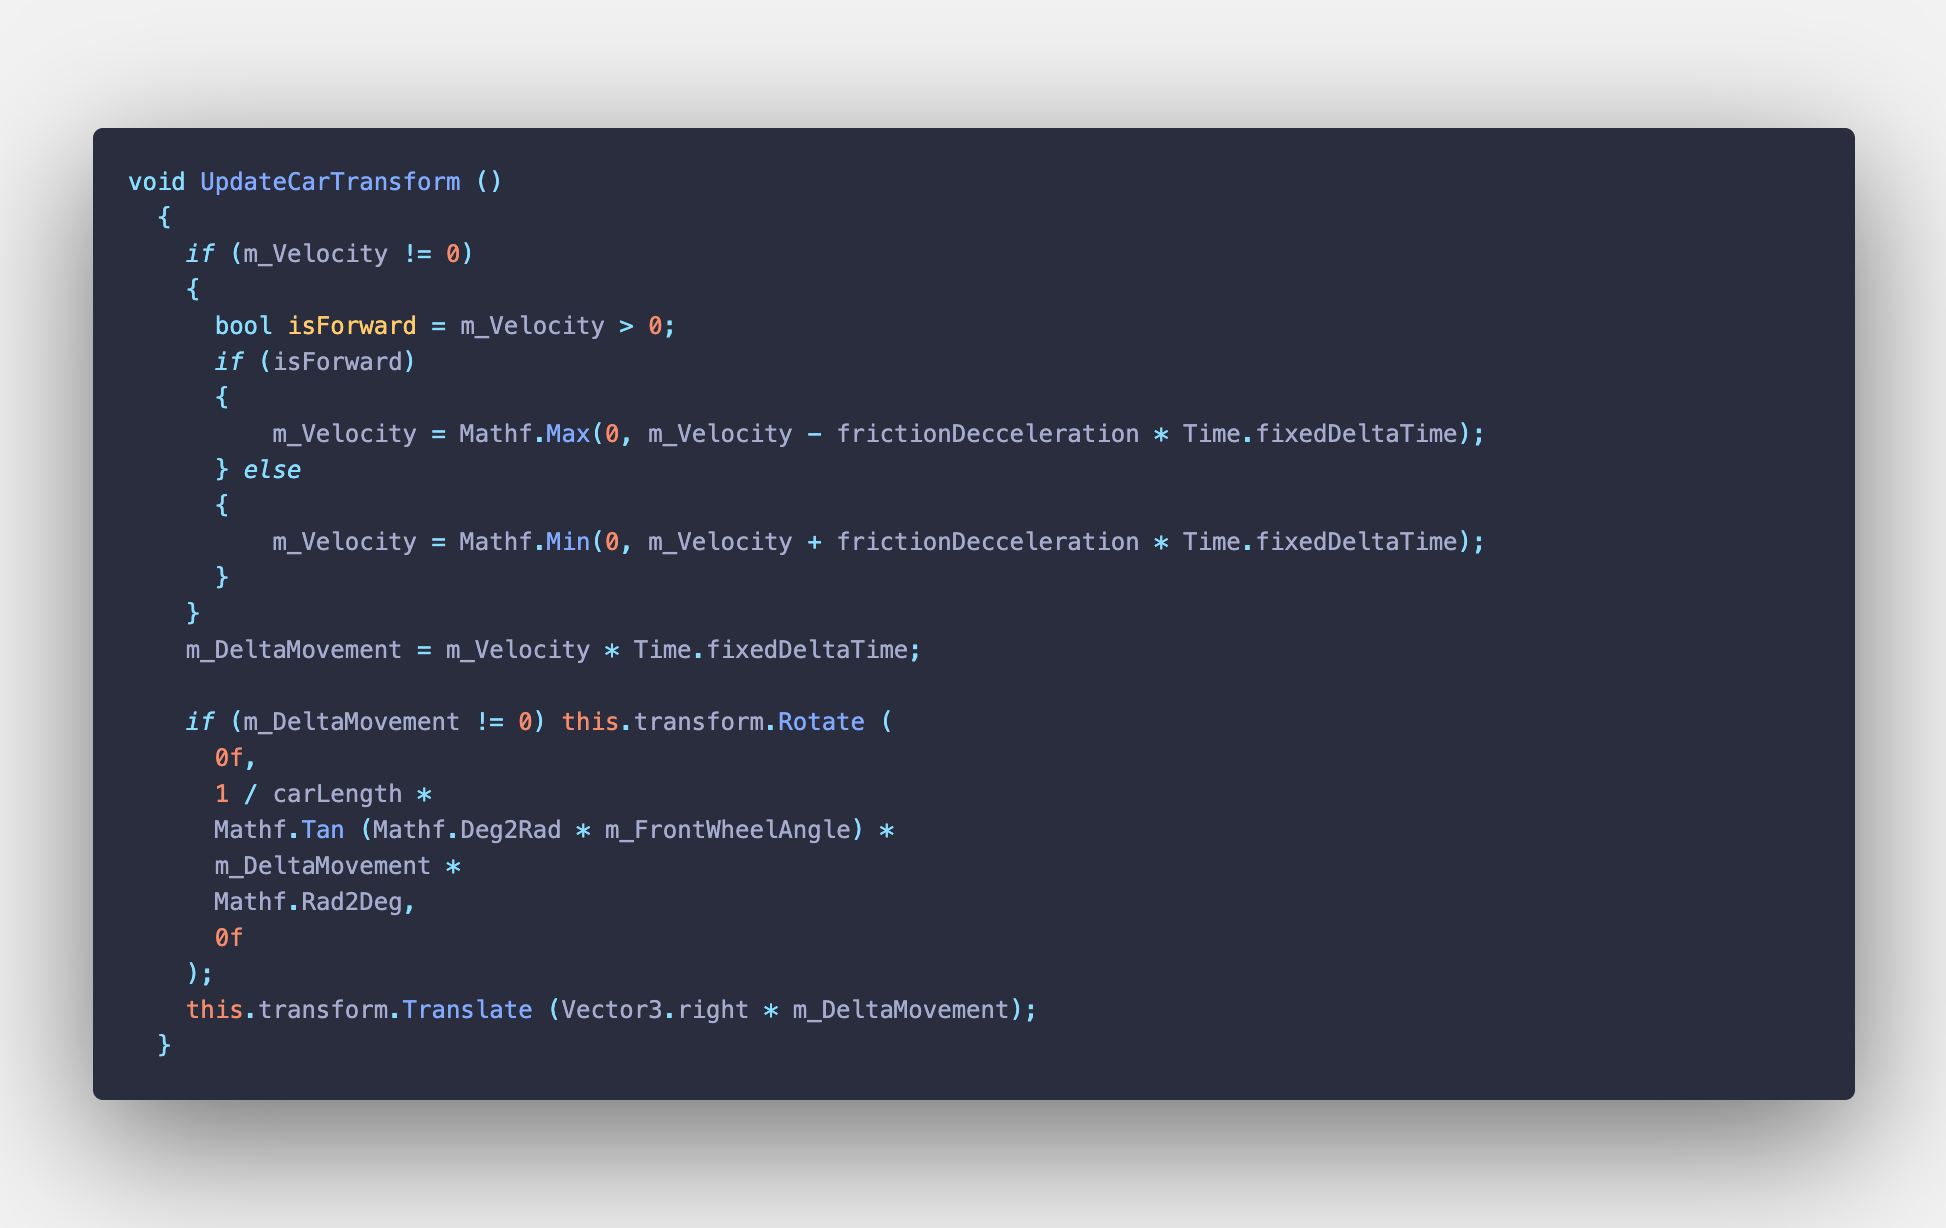 void UpdateCarTransform ()
  {
    if (m_Velocity != 0)
    {
      bool isForward = m_Velocity > 0;
      if (isForward)
      {
          m_Velocity = Mathf.Max(0, m_Velocity - frictionDecceleration * Time.fixedDeltaTime);
      } else
      {
          m_Velocity = Mathf.Min(0, m_Velocity + frictionDecceleration * Time.fixedDeltaTime);
      }
    }
    m_DeltaMovement = m_Velocity * Time.fixedDeltaTime;

    if (m_DeltaMovement != 0) this.transform.Rotate (
      0f,
      1 / carLength *
      Mathf.Tan (Mathf.Deg2Rad * m_FrontWheelAngle) *
      m_DeltaMovement *
      Mathf.Rad2Deg,
      0f
    );
    this.transform.Translate (Vector3.right * m_DeltaMovement);
  }